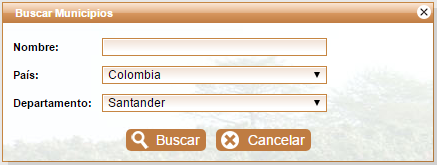 Buscar Municipios
Nombre:
País: Colombia
Departamento: Santander
Buscar Cancelar